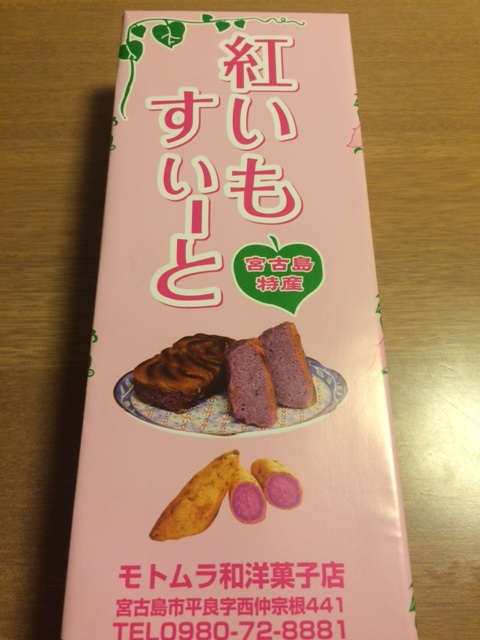 紅いも
すぃーと
宮古島
特産
モトムラ和洋菓子店
宮古島市平良字西仲宗根441
TEL0980-72-8881